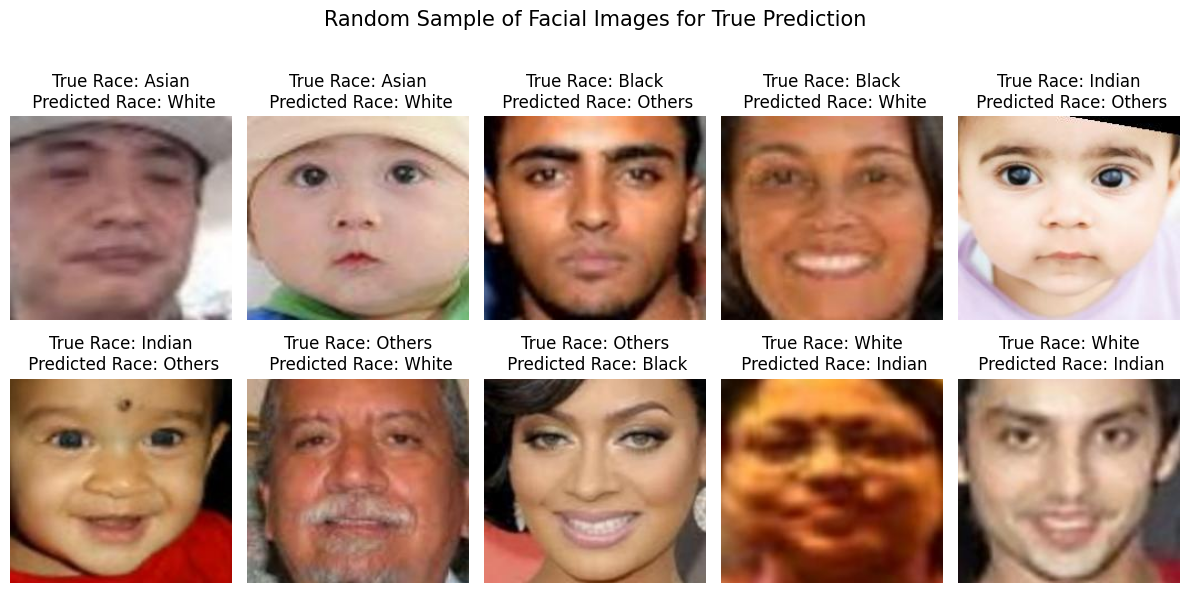 Random Sample of Facial Images for True Prediction
True Race: Asian
Predicted Race: White
True Race: Asian
Predicted Race: White
True Race: Black
Predicted Race: Others
True Race: Black
Predicted Race: White
True Race: Indian
Predicted Race: Others
True Race: Indian
Predicted Race: Others
True Race: Others
Predicted Race: White
True Race: Others
Predicted Race: Black
True Race: White
Predicted Race: Indian
True Race: White
Predicted Race: Indian